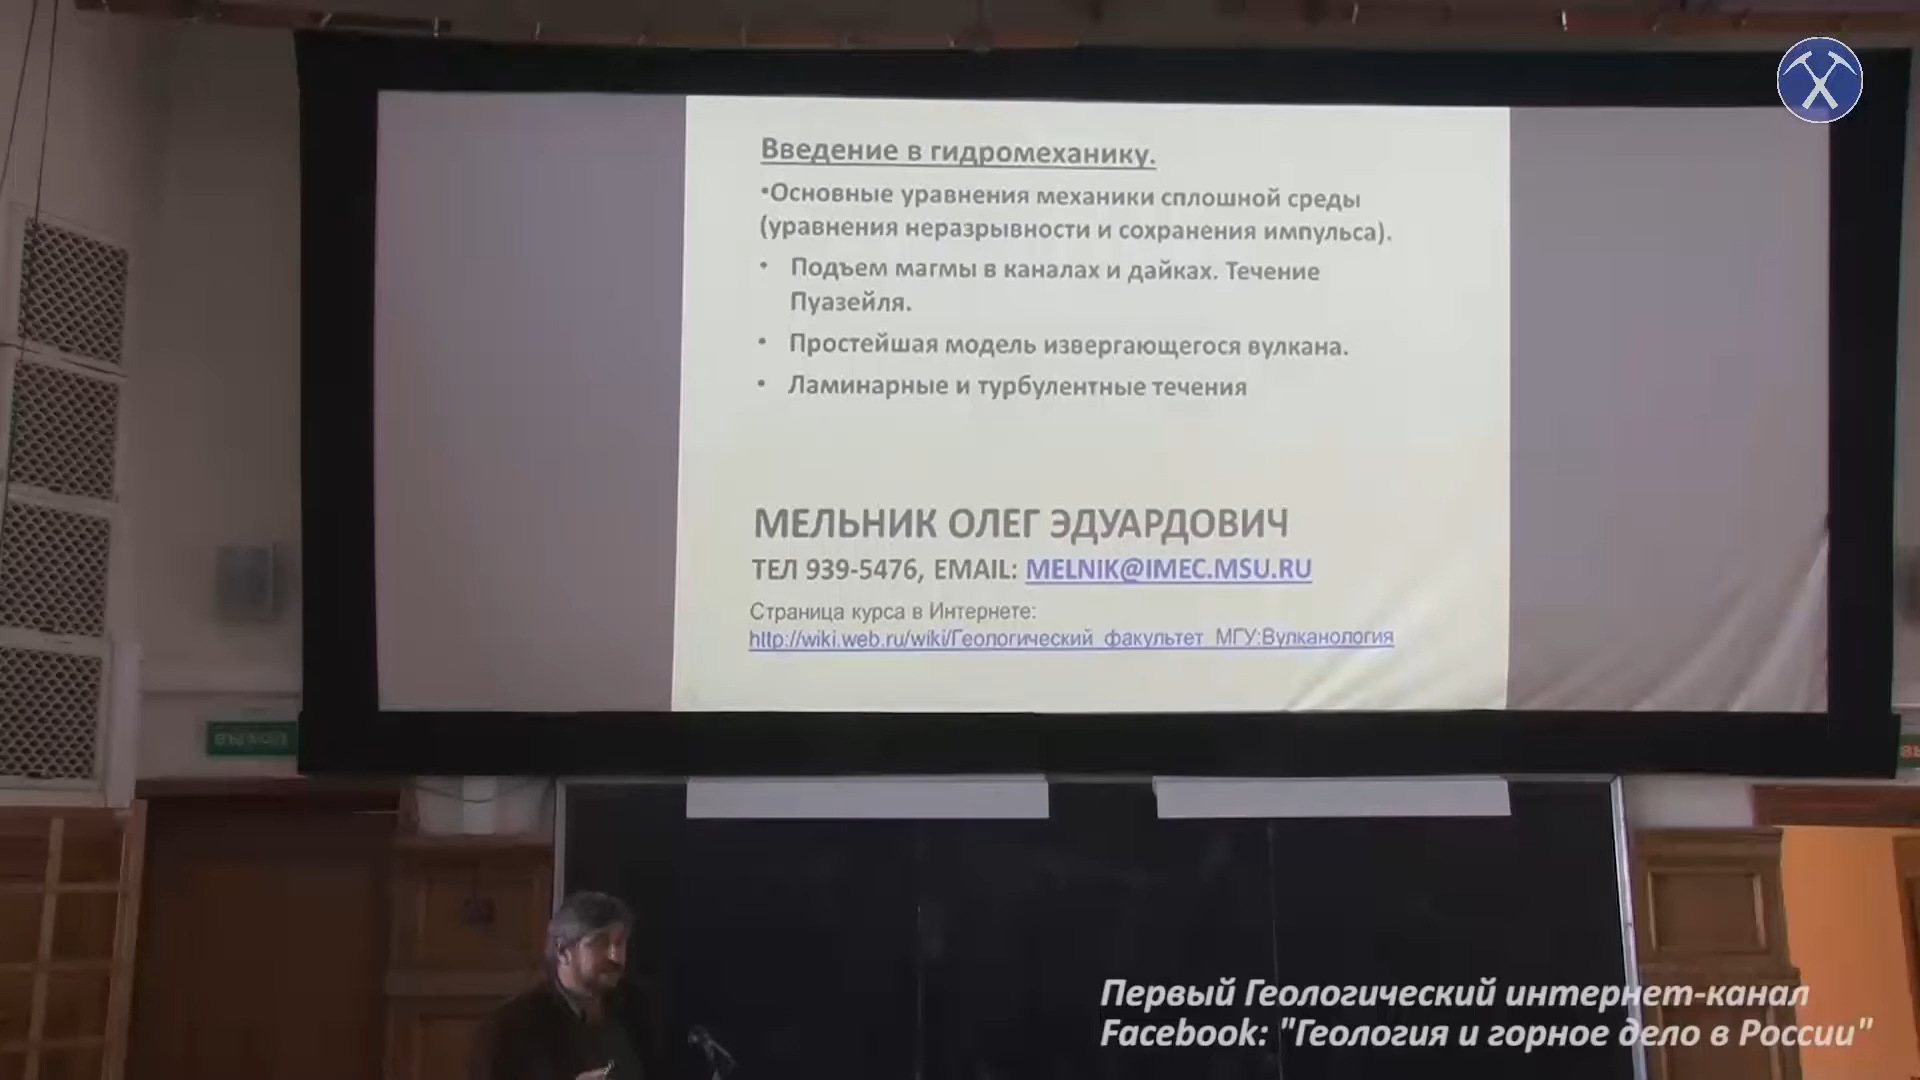 Введение в гидромеханику.
•Основные уравнения механики сплошной среды
(уравнения неразрывности и сохранения импульса).
• Подъем магмы в каналах и дайках. Течение
Пуазейля.
• Простейшая модель извергающегося вулкана.
• Ламинарные и турбулентные течения
МЕЛЬНИК ОЛЕГ ЭДУАРДОВИЧ
ТЕЛ 939-5476, EMAIL: MELNIK@IMEC.MSU.RU
Страница курса в Интернете:
http://wiki.web.ru/wiki/Геологический_факультет_МГУ:Вулканология
ВЫХОД
Первый Геологический интернет-канал
Facebook: "Геология и горное дело в России"